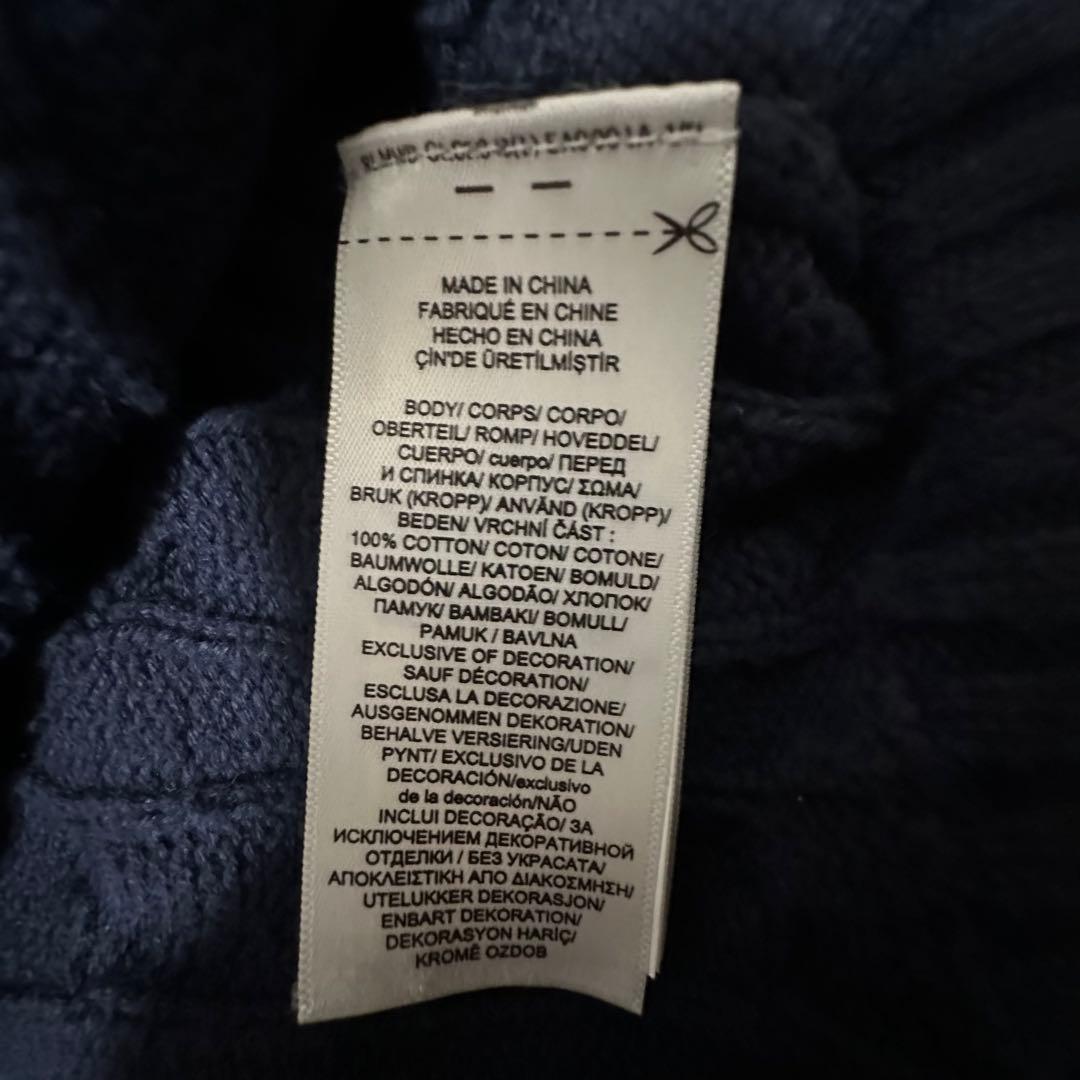 MADE IN CHINA
FABRIQUÉ EN CHINE
HECHO EN CHINA
ÇİN'DE ÜRETİLMİŞTİR
BODY/ CORPS/ CORPO/
OBERTEIL/ ROMP/ HOVEDDEL/
CUERPO/ cuerpo/ ПЕРЕД
И СПИНКА/ КОРПУС/ ΣΩΜΑ/
BRUK (KROPP)/ ANVÄND (KROPP)/
BEDEN/ VRCHNÍ ČÁST :
100% COTTON/ COTON/ COTONE/
BAUMWOLLE/ KATOEN/ BOMULD/
ALGODÓN/ ALGODÃO/ ХЛОПОК/
ПАМУК/ ΒΑΜΒΑΚΙ/ BOMULL/
PAMUK / BAVLNA
EXCLUSIVE OF DECORATION/
SAUF DÉCORATION/
ESCLUSA LA DECORAZIONE/
AUSGENOMMEN DEKORATION/
BEHALVE VERSIERING/UDEN
PYNT/ EXCLUSIVO DE LA
DECORACIÓN/exclusivo
de la decoración/NÃO
INCLUI DECORAÇÃO/ ЗА
ИСКЛЮЧЕНИЕМ ДЕКОРАТИВНОЙ
ОТДЕЛКИ / БЕЗ УКРАСАТА/
ΑΠΟΚΛΕΙΣΤΙΚΗ ΑΠΟ ΔΙΑΚΟΣΜΗΣΗ/
UTELUKKER DEKORASJON/
ENBART DEKORATION/
DEKORASYON HARİÇ/
KROMĚ OZDOB